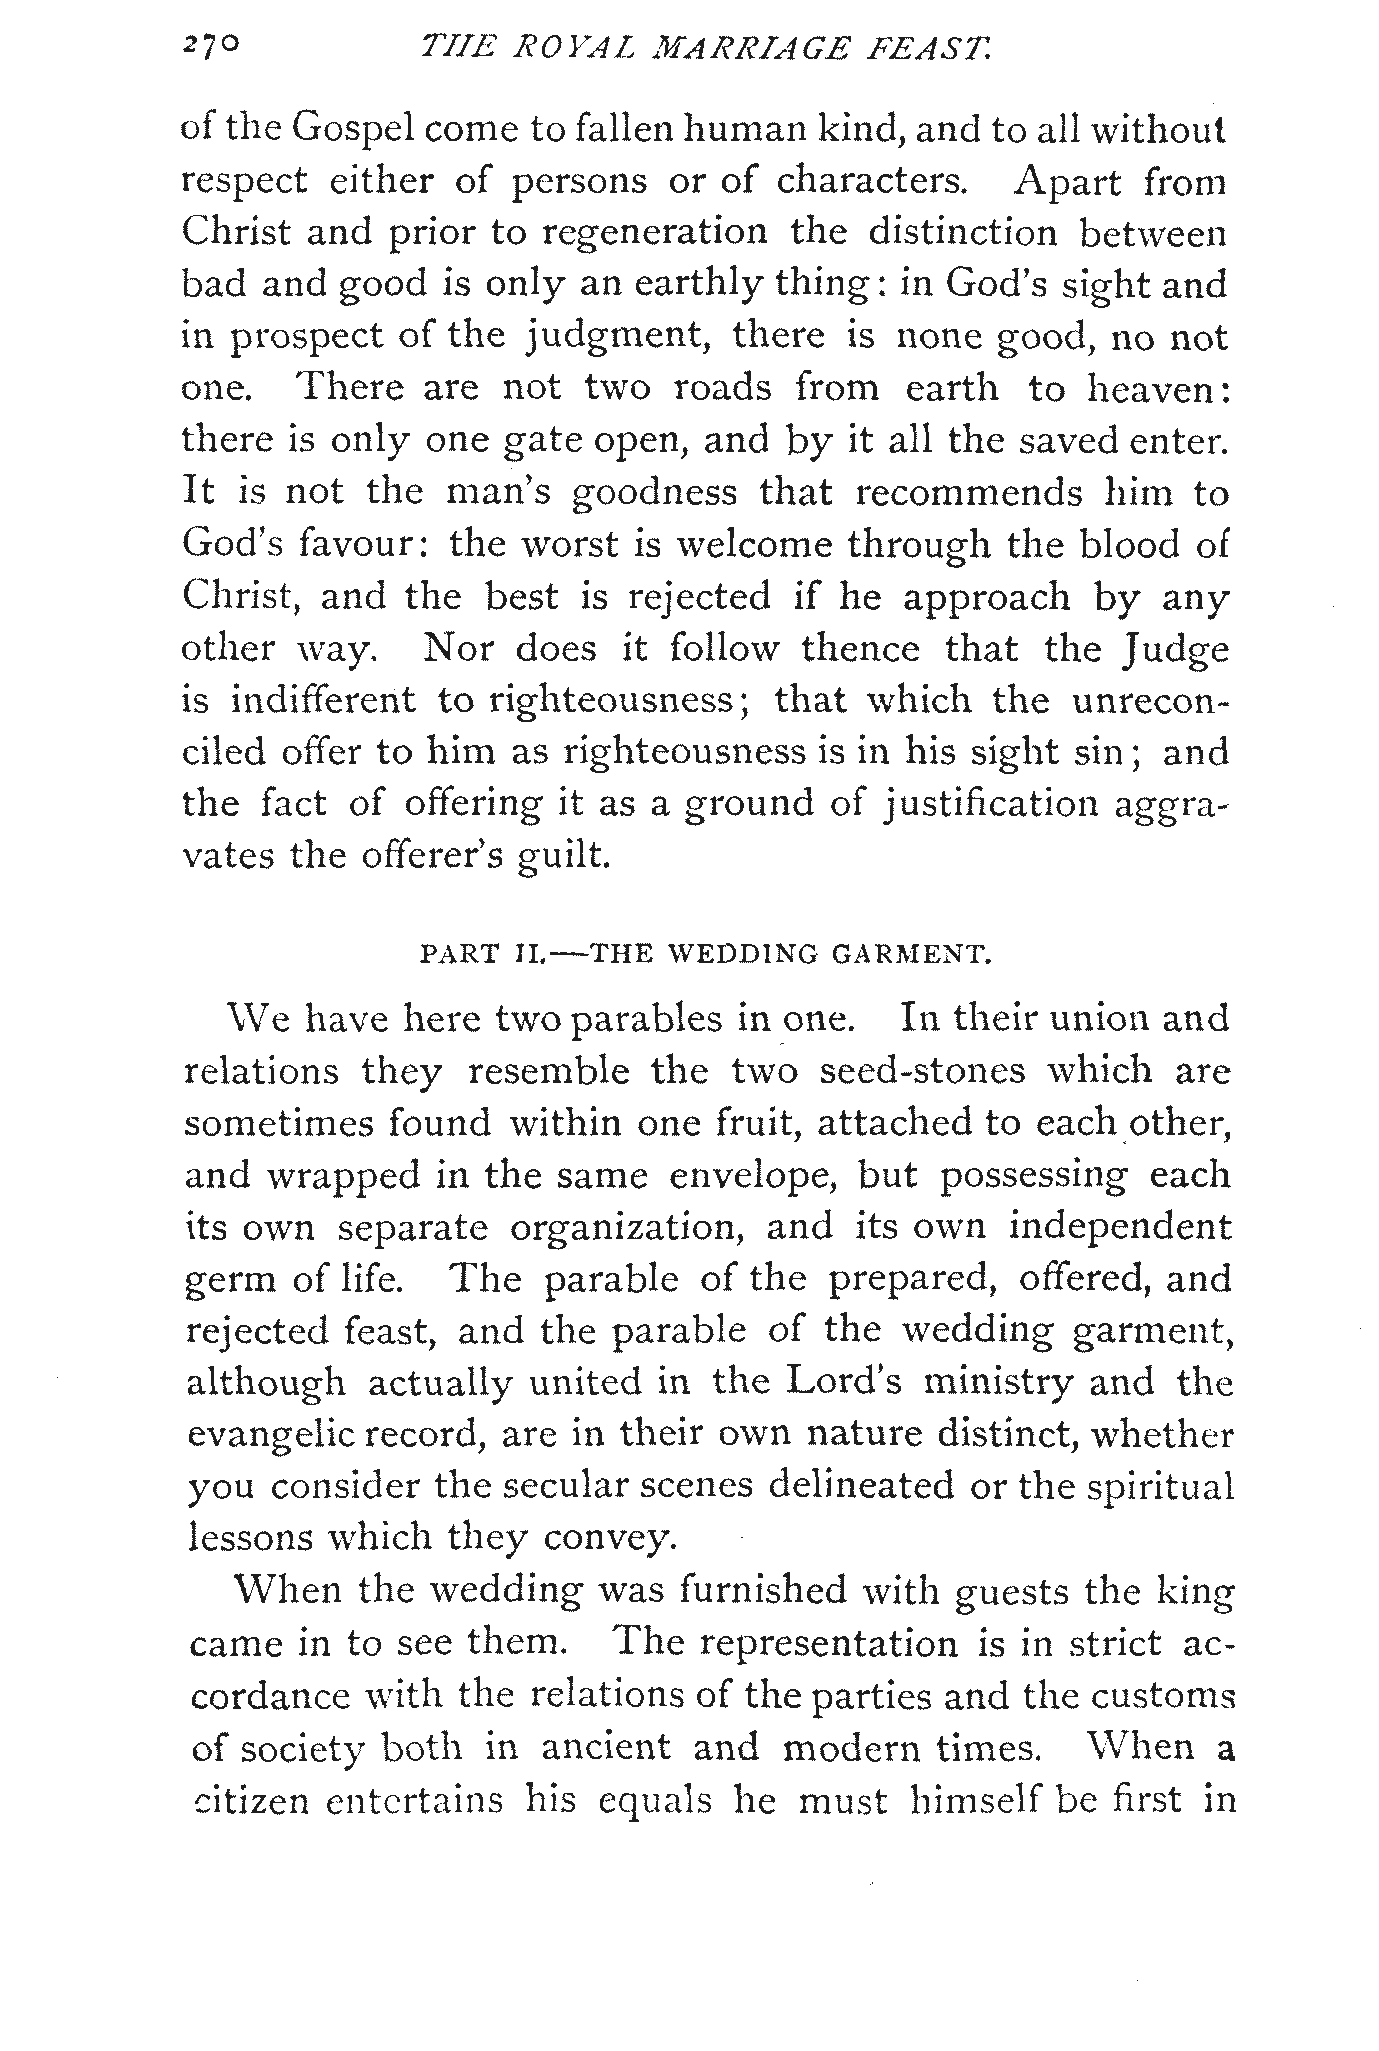 270 THE ROYAL MARRIAGE FEAST.
of the Gospel come to fallen human kind, and to all without
respect either of persons or of characters. Apart from
Christ and prior to regeneration the distinction between
bad and good is only an earthly thing: in God's sight and
in prospect of the judgment, there is none good, no not
one. There are not two roads from earth to heaven:
there is only one gate open, and by it all the saved enter.
It is not the man's goodness that recommends him to
God's favour: the worst is welcome through the blood of
Christ, and the best is rejected if he approach by any
other way. Nor does it follow thence that the Judge
is indifferent to righteousness; that which the unrecon-
ciled offer to him as righteousness is in his sight sin; and
the fact of offering it as a ground of justification aggra-
vates the offerer's guilt.
PART II.—THE WEDDING GARMENT.
We have here two parables in one. In their union and
relations they resemble the two seed-stones which are
sometimes found within one fruit, attached to each other,
and wrapped in the same envelope, but possessing each
its own separate organization, and its own independent
germ of life. The parable of the prepared, offered, and
rejected feast, and the parable of the wedding garment,
although actually united in the Lord's ministry and the
evangelic record, are in their own nature distinct, whether
you consider the secular scenes delineated or the spiritual
lessons which they convey.
When the wedding was furnished with guests the king
came in to see them. The representation is in strict ac-
cordance with the relations of the parties and the customs
of society both in ancient and modern times. When a
citizen entertains his equals he must himself be first in